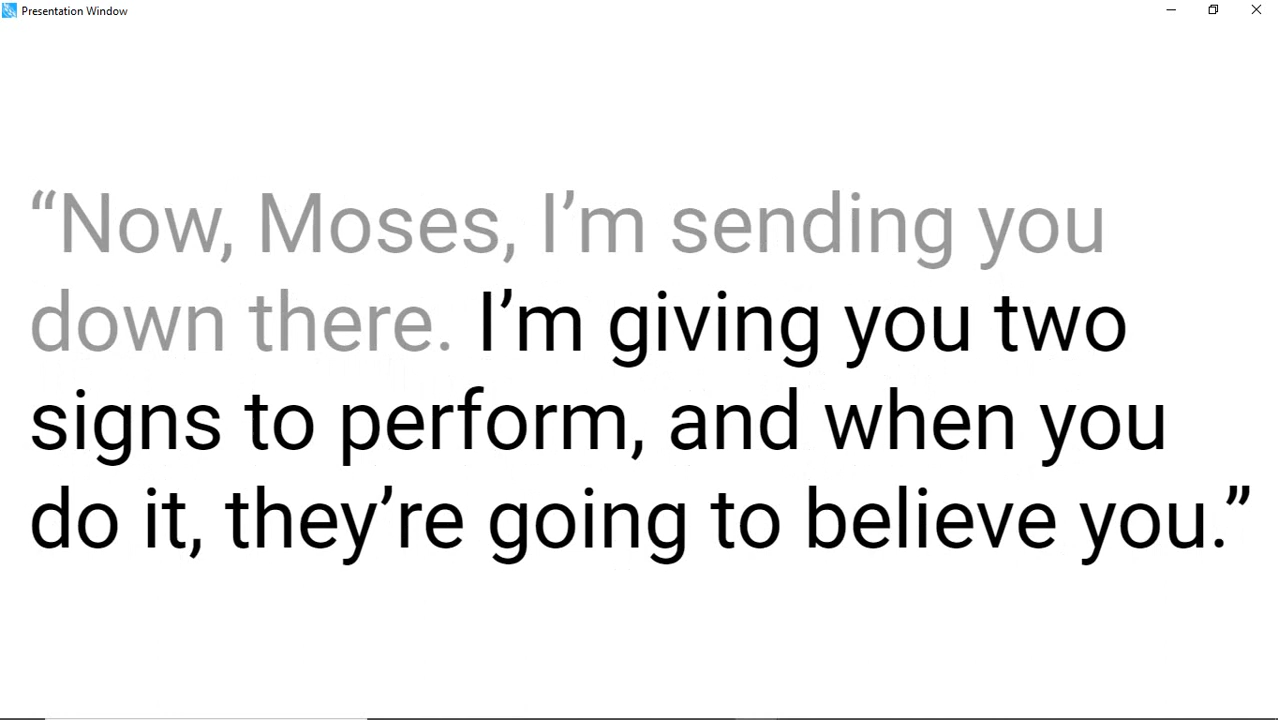 Presentation Window
“Now, Moses, I’m sending you
down there. I’m giving you two
signs to perform, and when you
do it, they’re going to believe you.”